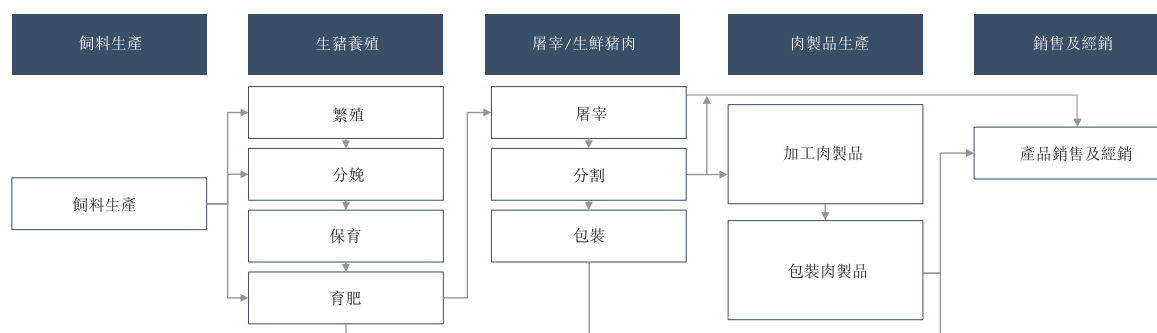 飼料生產
生豬養殖
屠宰/生鮮猪肉
肉製品生產
銷售及經銷
飼料生產
繁殖
分娩
保育
育肥
屠宰
分割
包裝
加工肉製品
包裝肉製品
產品銷售及經銷